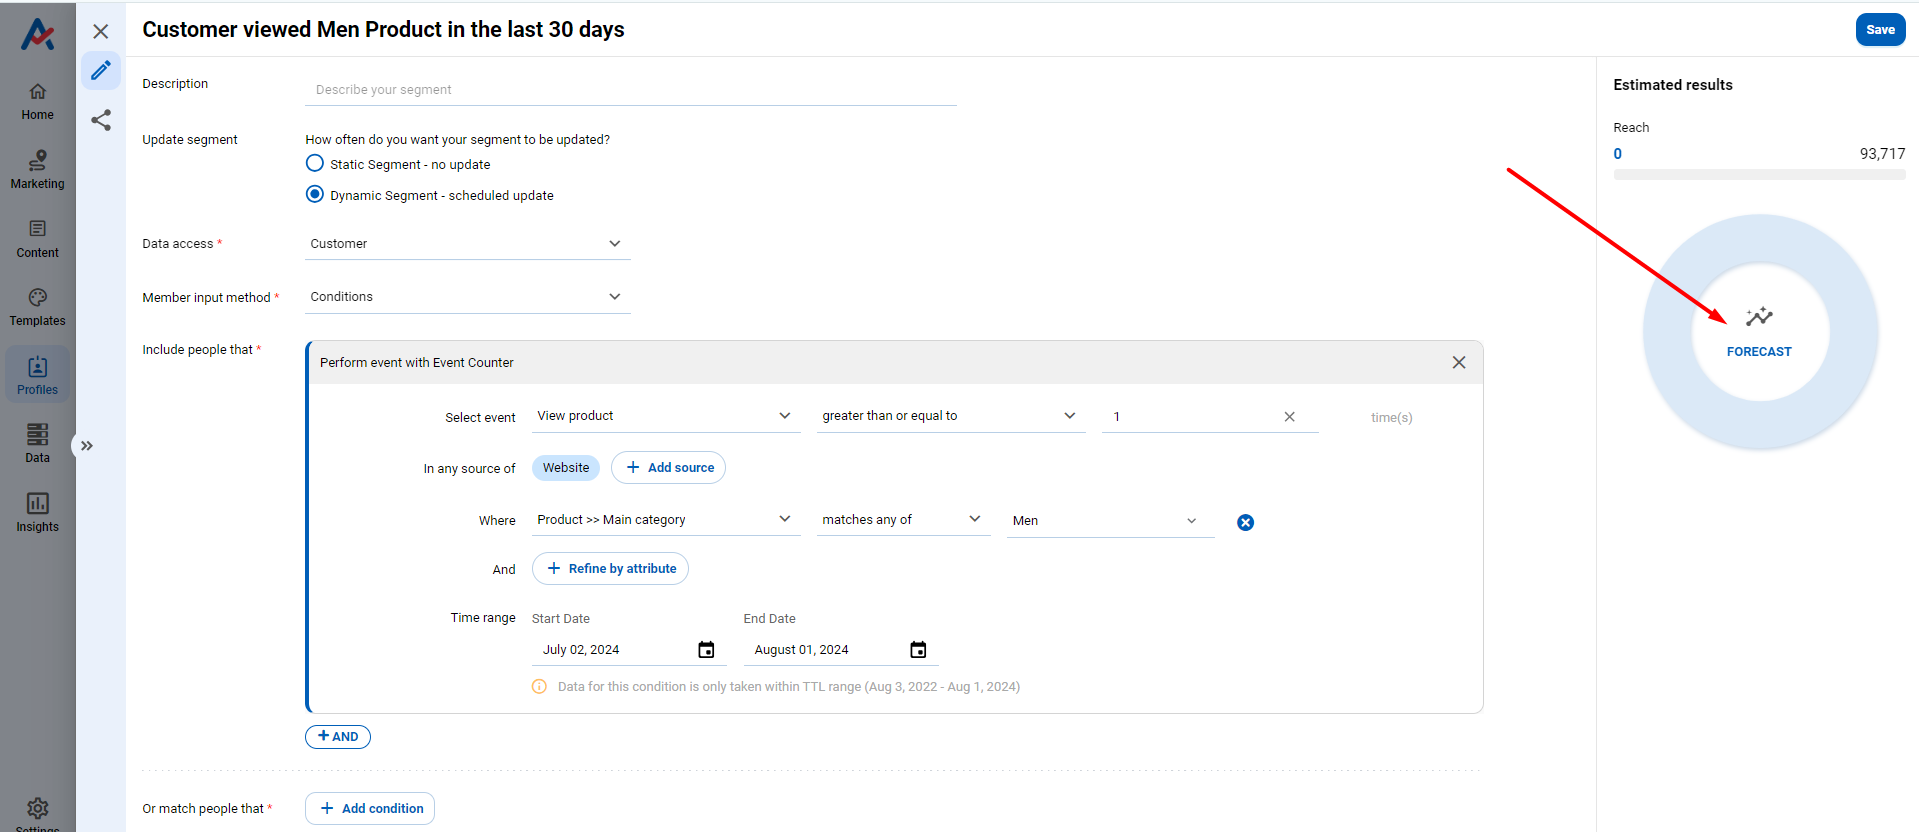 Customer viewed Men Product in the last 30 days
Save
Home
Marketing
Content
Templates
Profiles
Data
Insights
Settings
Description
Describe your segment
Update segment
How often do you want your segment to be updated?
Static Segment - no update
Dynamic Segment - scheduled update
Data access *
Customer
Member input method *
Conditions
Include people that *
Perform event with Event Counter
Select event View product greater than or equal to 1 time(s)
In any source of Website + Add source
Where Product >> Main category matches any of Men
And + Refine by attribute
Time range Start Date End Date
July 02, 2024 August 01, 2024
Data for this condition is only taken within TTL range (Aug 3, 2022 - Aug 1, 2024)
+ AND
Or match people that * + Add condition
Estimated results
Reach
0 93,717
FORECAST